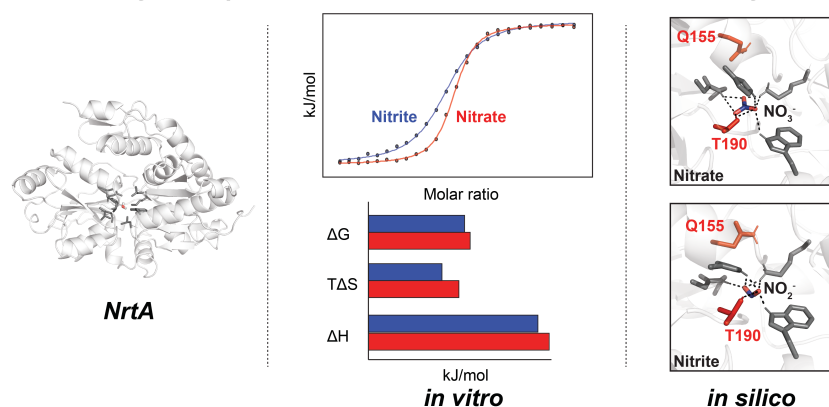 NrtA
kJ/mol
Nitrite
Nitrate
Molar ratio
ΔG
TΔS
ΔH
kJ/mol
in vitro
Q155
NO3-
T190
Nitrate
Q155
NO2-
T190
Nitrite
in silico